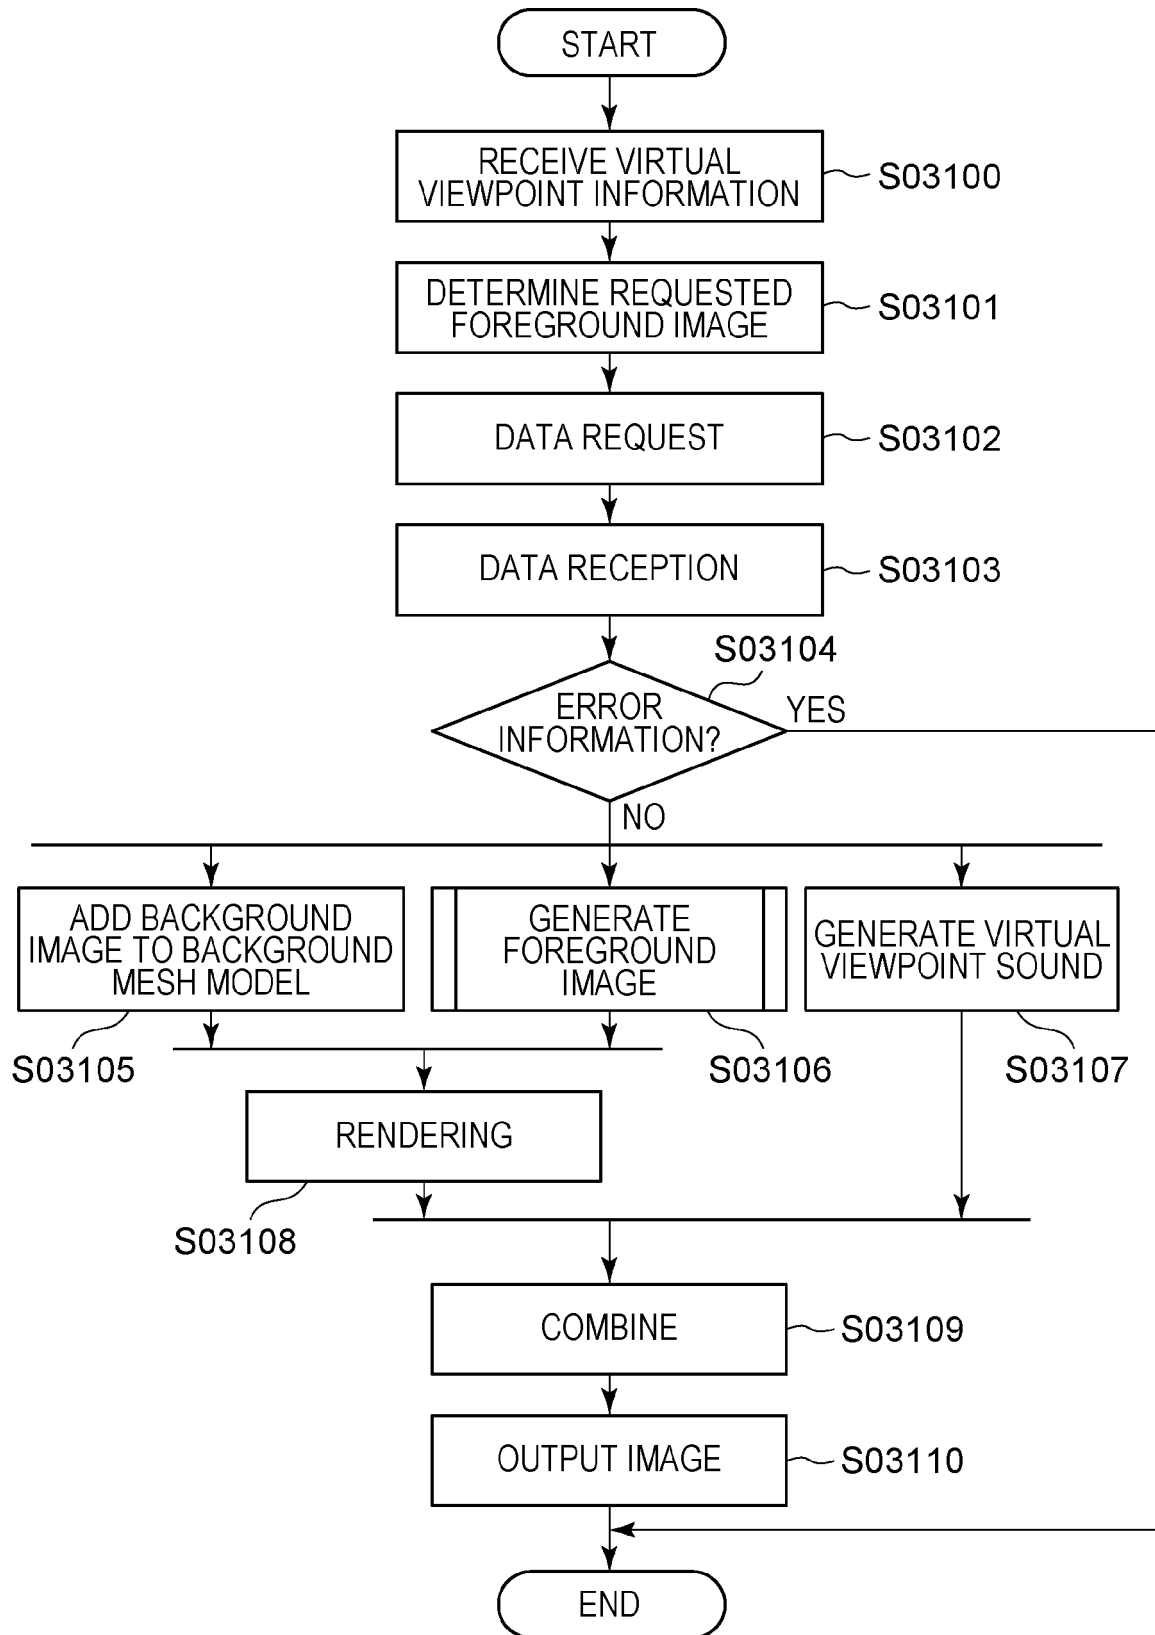 START
RECEIVE VIRTUAL
VIEWPOINT INFORMATION
S03100
DETERMINE REQUESTED
FOREGROUND IMAGE
S03101
DATA REQUEST
S03102
DATA RECEPTION
S03103
S03104
ERROR
INFORMATION?
YES
NO
ADD BACKGROUND
IMAGE TO BACKGROUND
MESH MODEL
S03105
GENERATE
FOREGROUND
IMAGE
S03106
GENERATE VIRTUAL
VIEWPOINT SOUND
S03107
RENDERING
S03108
COMBINE
S03109
OUTPUT IMAGE
S03110
END